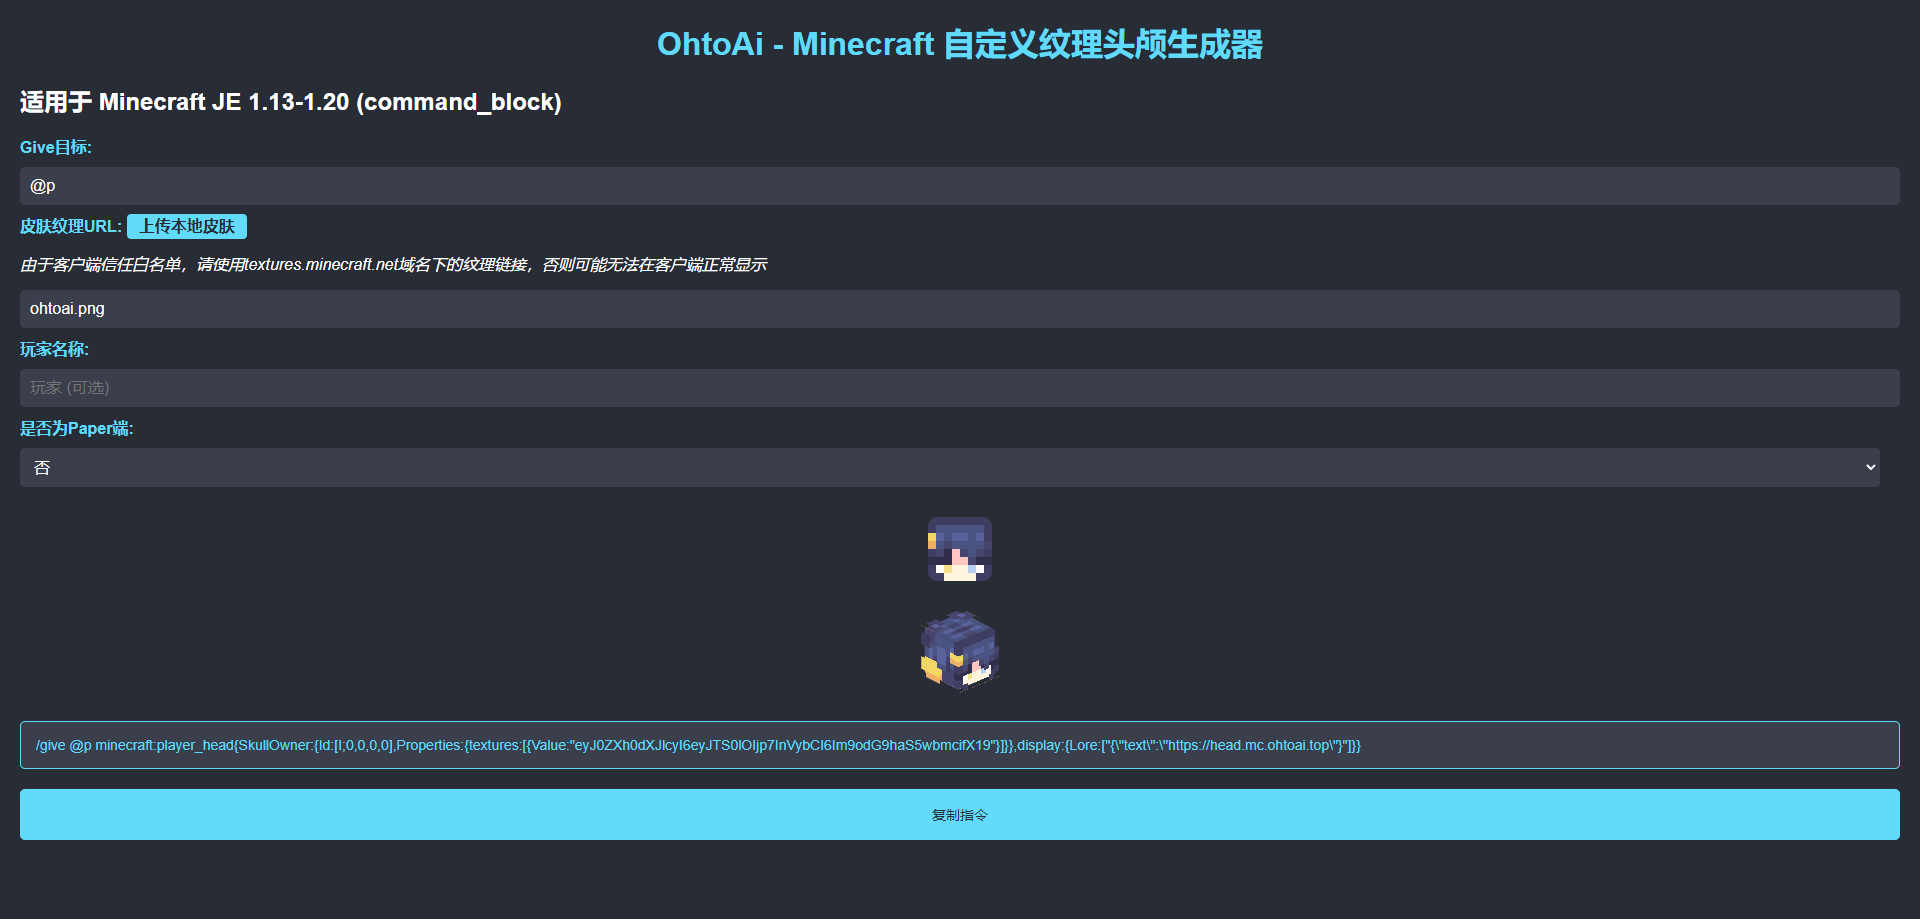 OhtoAi - Minecraft 自定义纹理头颅生成器
适用于 Minecraft JE 1.13-1.20 (command_block)
Give目标:
@p
皮肤纹理URL: 上传本地皮肤
由于客户端信任白名单，请使用textures.minecraft.net域名下的纹理链接，否则可能无法在客户端正常显示
ohtoai.png
玩家名称:
玩家 (可选)
是否为Paper端:
否
/give @p minecraft:player_head{SkullOwner:{Id:[I;0,0,0,0],Properties:{textures:[{Value:"eyJ0ZXh0dXJlcyI6eyJTS0lOIjp7InVybCI6Im9odG9haS5wbmcifX19"}]}},display:{Lore:["{\"text\":\"https://head.mc.ohtoai.top\"}"]}}
复制指令